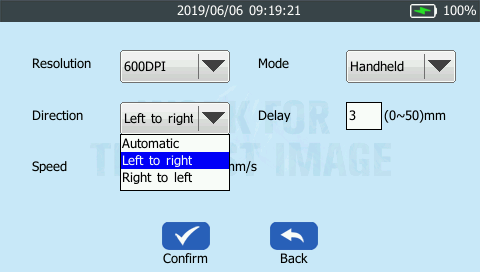 2019/06/06 09:19:21 100%
Resolution 600DPI Mode Handheld
Direction Left to right Delay 3 (0~50)mm
Automatic
Left to right
Right to left
Speed m/s
Confirm Back